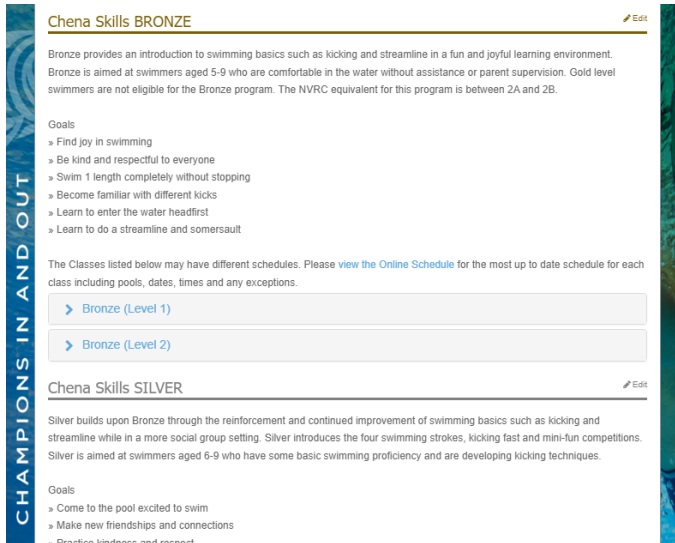 Chena Skills BRONZE
Edit
Bronze provides an introduction to swimming basics such as kicking and streamline in a fun and joyful learning environment.
Bronze is aimed at swimmers aged 5-9 who are comfortable in the water without assistance or parent supervision. Gold level
swimmers are not eligible for the Bronze program. The NVRC equivalent for this program is between 2A and 2B.
Goals
» Find joy in swimming
» Be kind and respectful to everyone
» Swim 1 length completely without stopping
» Become familiar with different kicks
» Learn to enter the water headfirst
» Learn to do a streamline and somersault
The Classes listed below may have different schedules. Please view the Online Schedule for the most up to date schedule for each
class including pools, dates, times and any exceptions.
Bronze (Level 1)
Bronze (Level 2)
Chena Skills SILVER
Edit
Silver builds upon Bronze through the reinforcement and continued improvement of swimming basics such as kicking and
streamline while in a more social group setting. Silver introduces the four swimming strokes, kicking fast and mini-fun competitions.
Silver is aimed at swimmers aged 6-9 who have some basic swimming proficiency and are developing kicking techniques.
Goals
» Come to the pool excited to swim
» Make new friendships and connections
» Practice kindness and respect
CHAMPIONS IN AND OUT